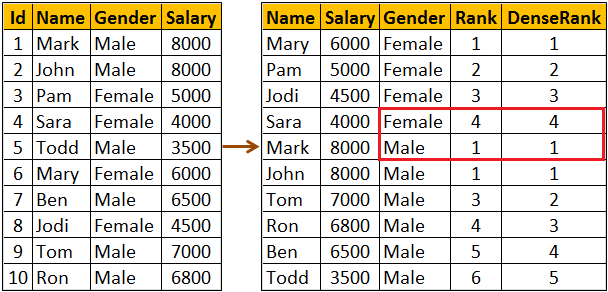 Id Name Gender Salary
1 Mark Male 8000
2 John Male 8000
3 Pam Female 5000
4 Sara Female 4000
5 Todd Male 3500
6 Mary Female 6000
7 Ben Male 6500
8 Jodi Female 4500
9 Tom Male 7000
10 Ron Male 6800
Name Salary Gender Rank DenseRank
Mary 6000 Female 1 1
Pam 5000 Female 2 2
Jodi 4500 Female 3 3
Sara 4000 Female 4 4
Mark 8000 Male 1 1
John 8000 Male 1 1
Tom 7000 Male 3 2
Ron 6800 Male 4 3
Ben 6500 Male 5 4
Todd 3500 Male 6 5